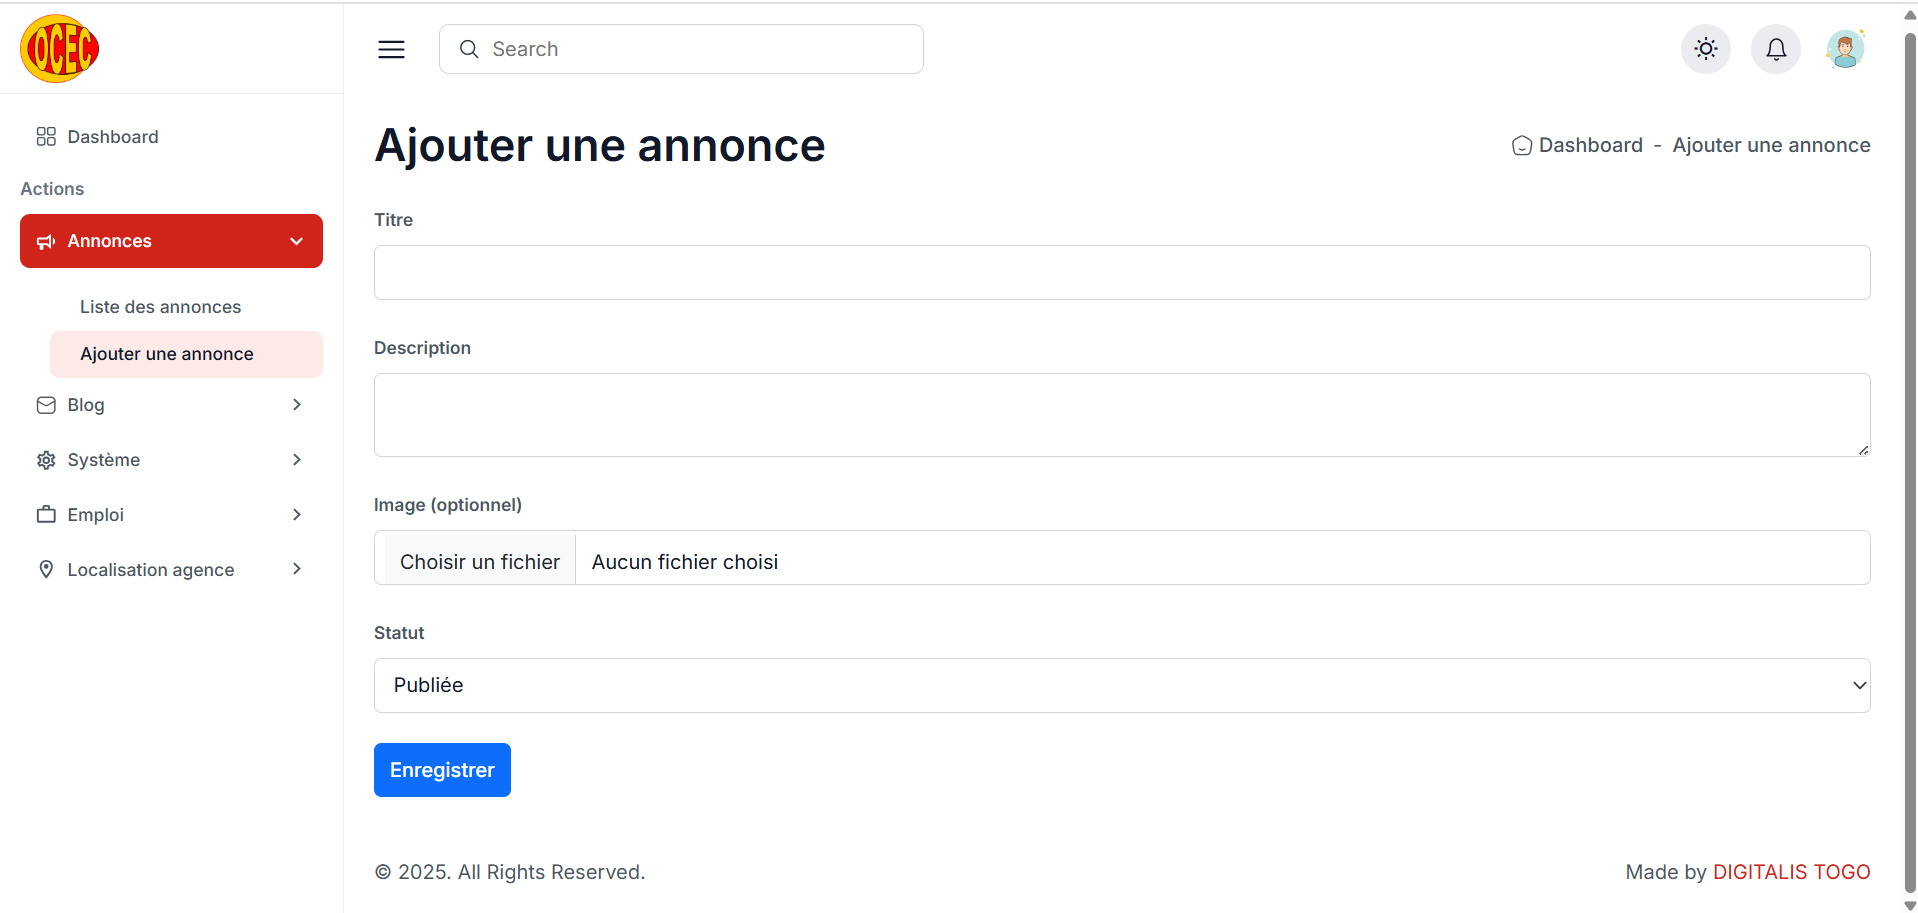 OCEC
Search
Dashboard
Actions
Annonces
Liste des annonces
Ajouter une annonce
Blog
Système
Emploi
Localisation agence
Ajouter une annonce
Dashboard - Ajouter une annonce
Titre
Description
Image (optionnel)
Choisir un fichier Aucun fichier choisi
Statut
Publiée
Enregistrer
© 2025. All Rights Reserved.
Made by DIGITALIS TOGO